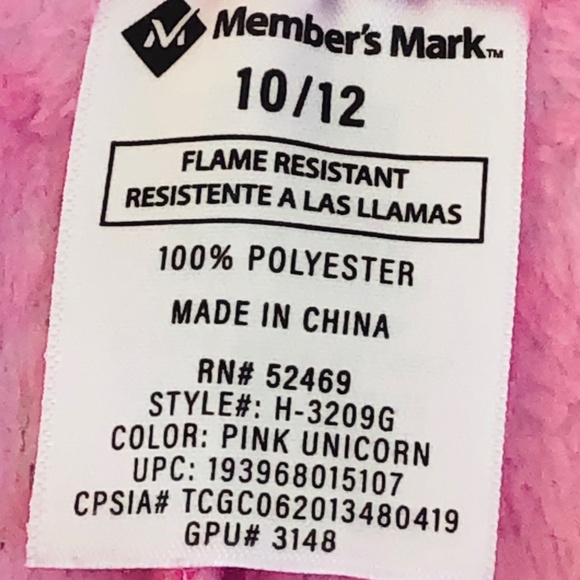 Member's Mark™
10/12
FLAME RESISTANT
RESISTENTE A LAS LLAMAS
100% POLYESTER
MADE IN CHINA
RN# 52469
STYLE#: H-3209G
COLOR: PINK UNICORN
UPC: 193968015107
CPSIA# TCGC062013480419
GPU# 3148